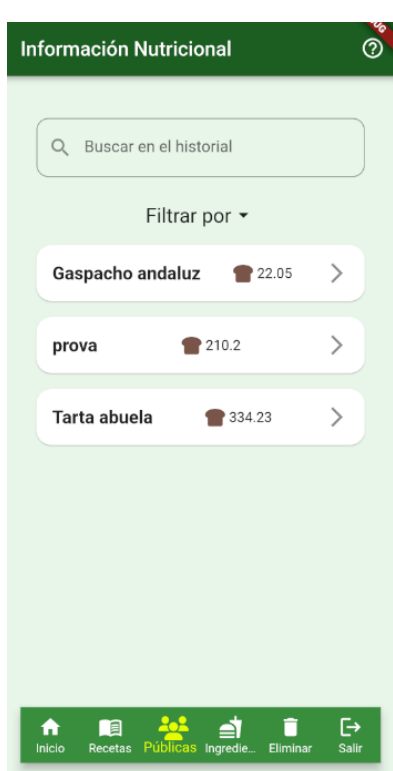 Información Nutricional
Buscar en el historial
Filtrar por
Gaspacho andaluz 22.05
prova 210.2
Tarta abuela 334.23
Inicio Recetas Públicas Ingredie... Eliminar Salir